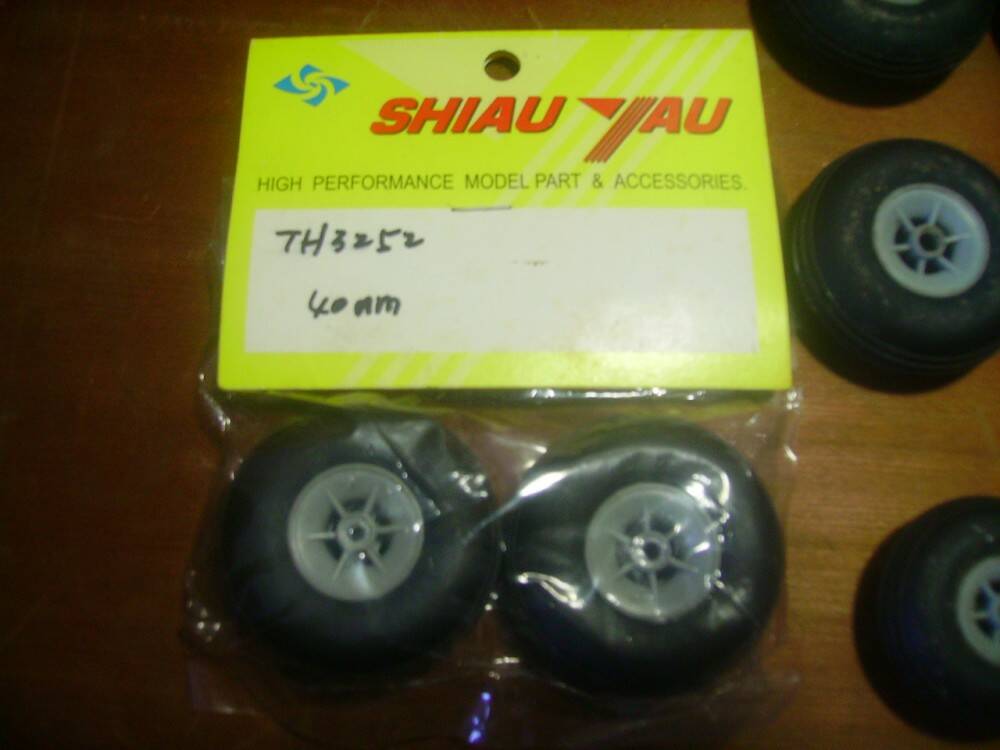 SHIAU YAU
HIGH PERFORMANCE MODEL PART & ACCESSORIES.
TH3252
40mm